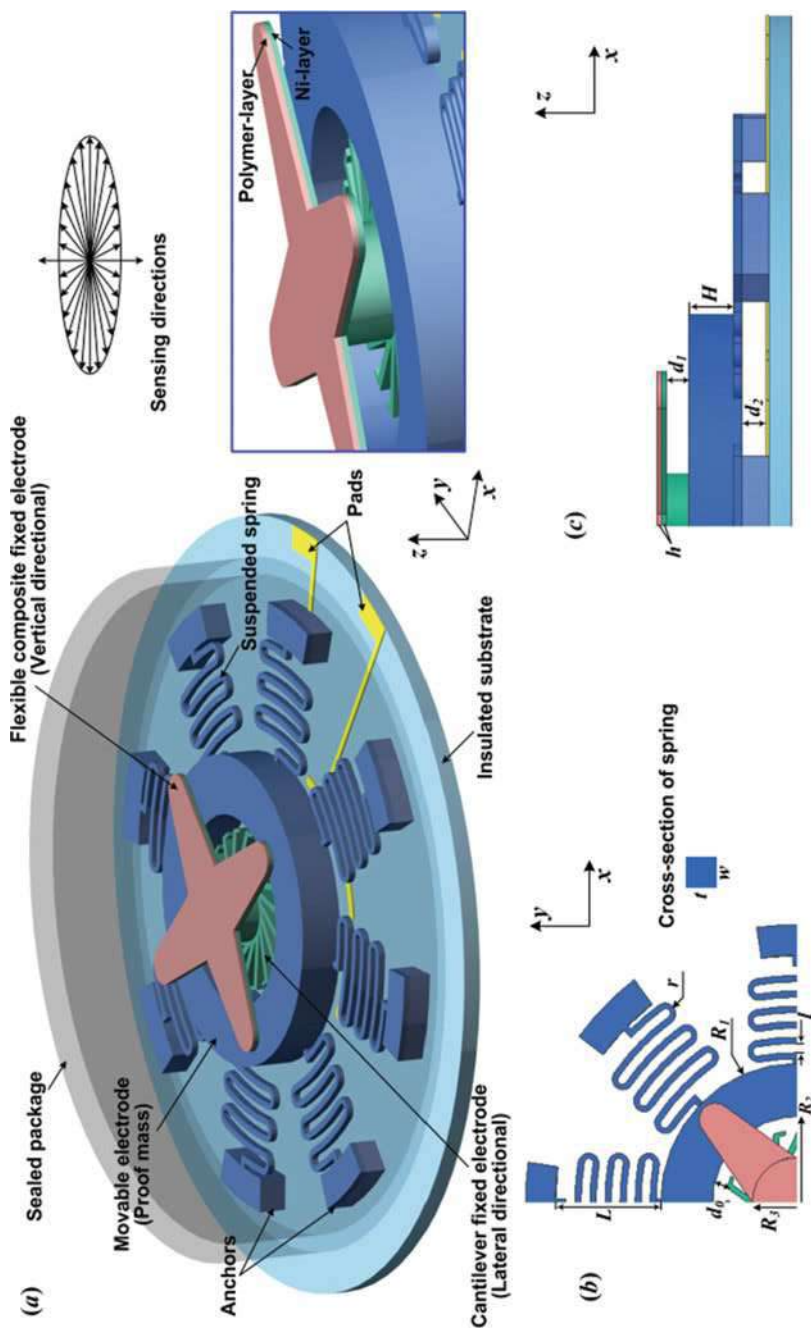 (a)
Sealed package
Flexible composite fixed electrode
(Vertical directional)
Suspended spring
Movable electrode
(Proof mass)
Anchors
Cantilever fixed electrode
(Lateral directional)
Insulated substrate
Pads
z
y
x
Sensing directions
Polymer-layer
Ni-layer
(b)
L
d0
R3
R1
R2
r
l
y
x
Cross-section of spring
t
w
(c)
h
d1
d2
H
z
x